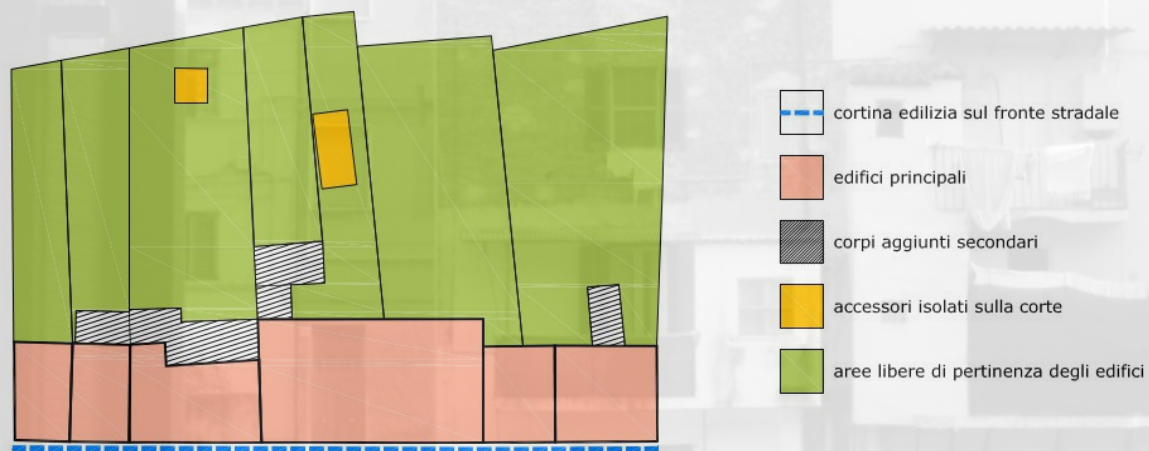 cortina edilizia sul fronte stradale
edifici principali
corpi aggiunti secondari
accessori isolati sulla corte
aree libere di pertinenza degli edifici